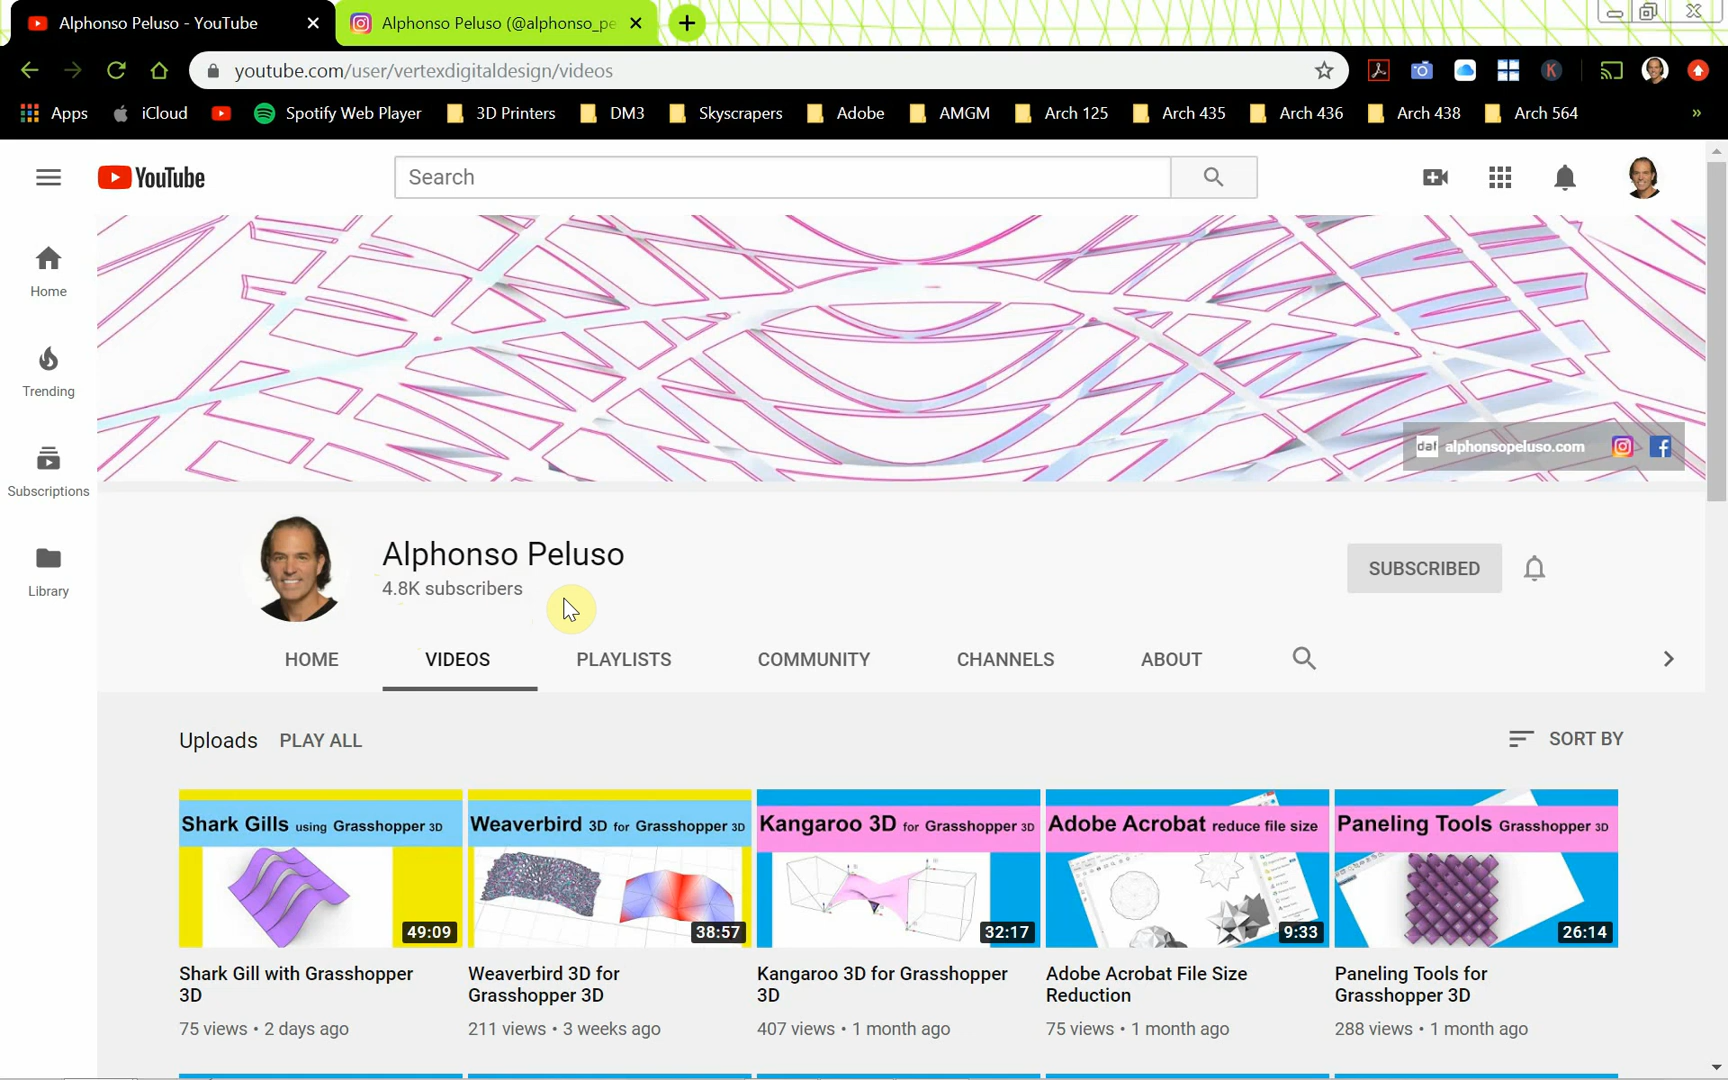 Alphonso Peluso - YouTube
Alphonso Peluso (@alphonso_pe
youtube.com/user/vertexdigitaldesign/videos
K
Apps iCloud Spotify Web Player 3D Printers DM3 Skyscrapers Adobe AMGM Arch 125 Arch 435 Arch 436 Arch 438 Arch 564 »
YouTube
Search
Home
Trending
Subscriptions
Library
daf alphonsopeluso.com
Alphonso Peluso
4.8K subscribers
SUBSCRIBED
HOME VIDEOS PLAYLISTS COMMUNITY CHANNELS ABOUT
Uploads PLAY ALL SORT BY
Shark Gills using Grasshopper 3D
49:09
Shark Gill with Grasshopper
3D
75 views • 2 days ago
Weaverbird 3D for Grasshopper 3D
38:57
Weaverbird 3D for
Grasshopper 3D
211 views • 3 weeks ago
Kangaroo 3D for Grasshopper 3D
32:17
Kangaroo 3D for Grasshopper
3D
407 views • 1 month ago
Adobe Acrobat reduce file size
9:33
Adobe Acrobat File Size
Reduction
75 views • 1 month ago
Paneling Tools Grasshopper 3D
26:14
Paneling Tools for
Grasshopper 3D
288 views • 1 month ago